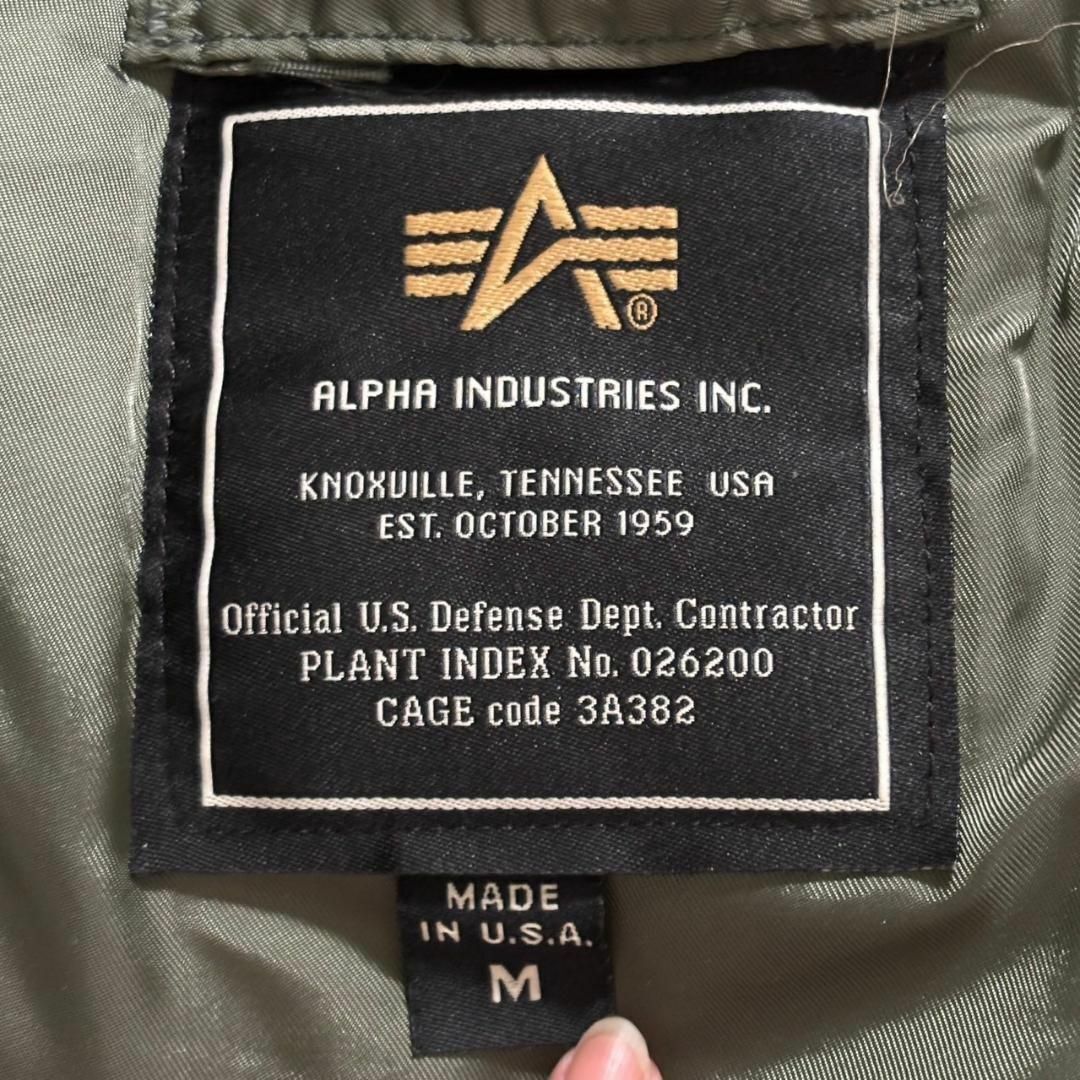 ®
ALPHA INDUSTRIES INC.
KNOXVILLE, TENNESSEE USA
EST. OCTOBER 1959
Official U.S. Defense Dept. Contractor
PLANT INDEX No. 026200
CAGE code 3A382
MADE
IN U.S.A.
M